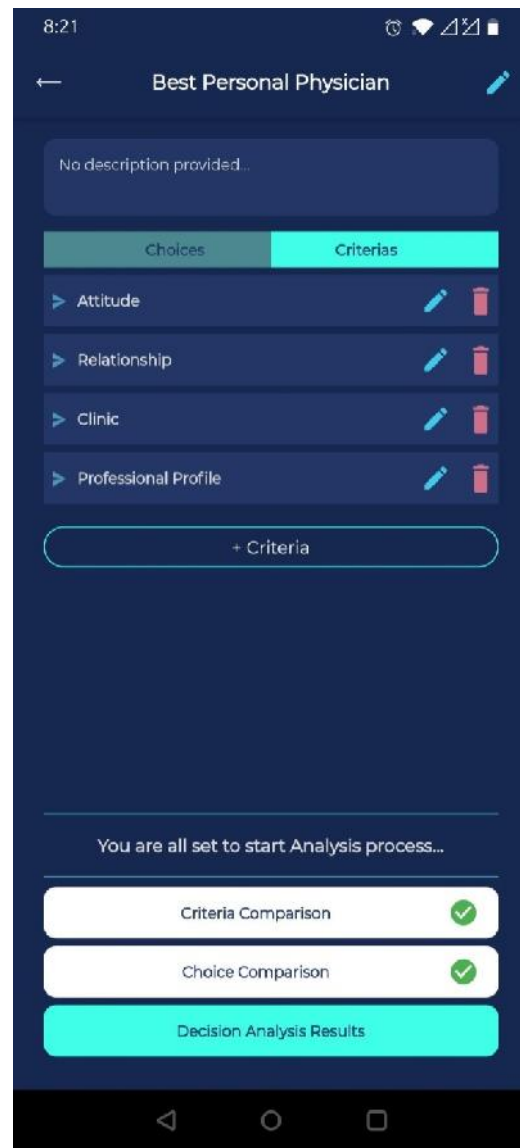 8:21
Best Personal Physician
No description provided...
Choices
Criterias
Attitude
Relationship
Clinic
Professional Profile
+ Criteria
You are all set to start Analysis process...
Criteria Comparison
Choice Comparison
Decision Analysis Results